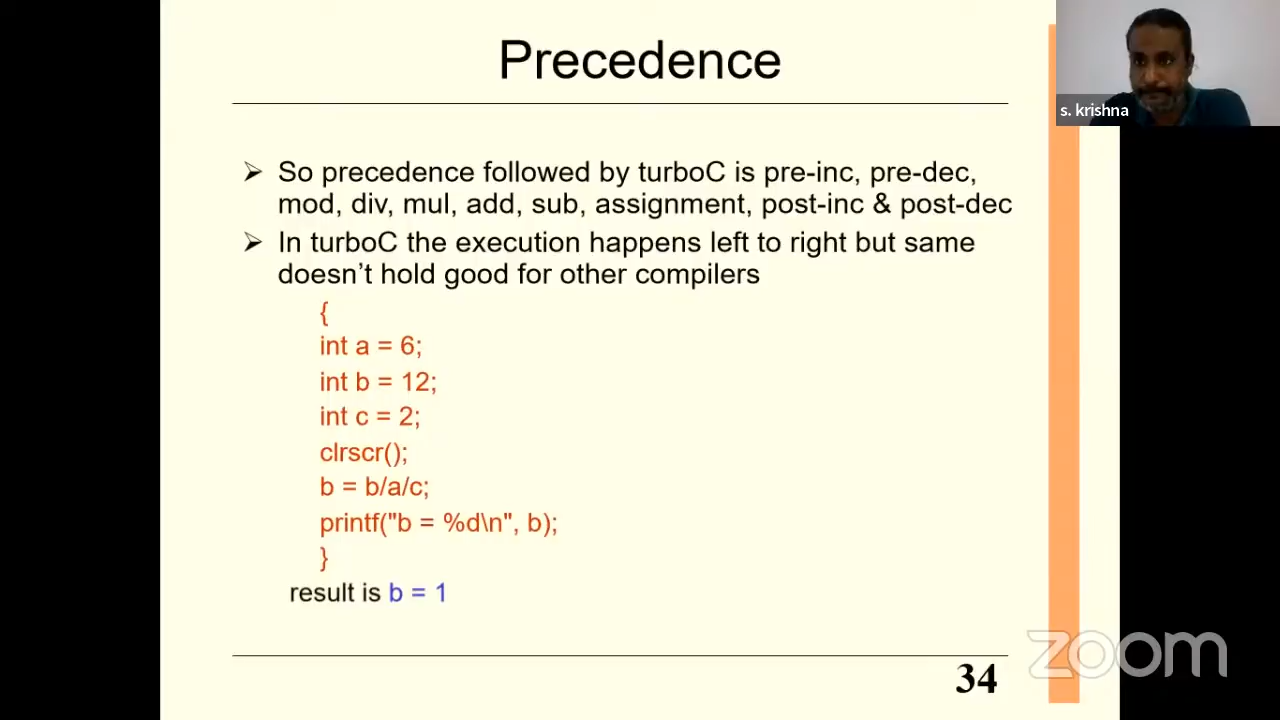 Precedence
s. krishna
➢ So precedence followed by turboC is pre-inc, pre-dec,
mod, div, mul, add, sub, assignment, post-inc & post-dec
➢ In turboC the execution happens left to right but same
doesn't hold good for other compilers
{
int a = 6;
int b = 12;
int c = 2;
clrscr();
b = b/a/c;
printf("b = %d\n", b);
}
result is b = 1
34
zoom